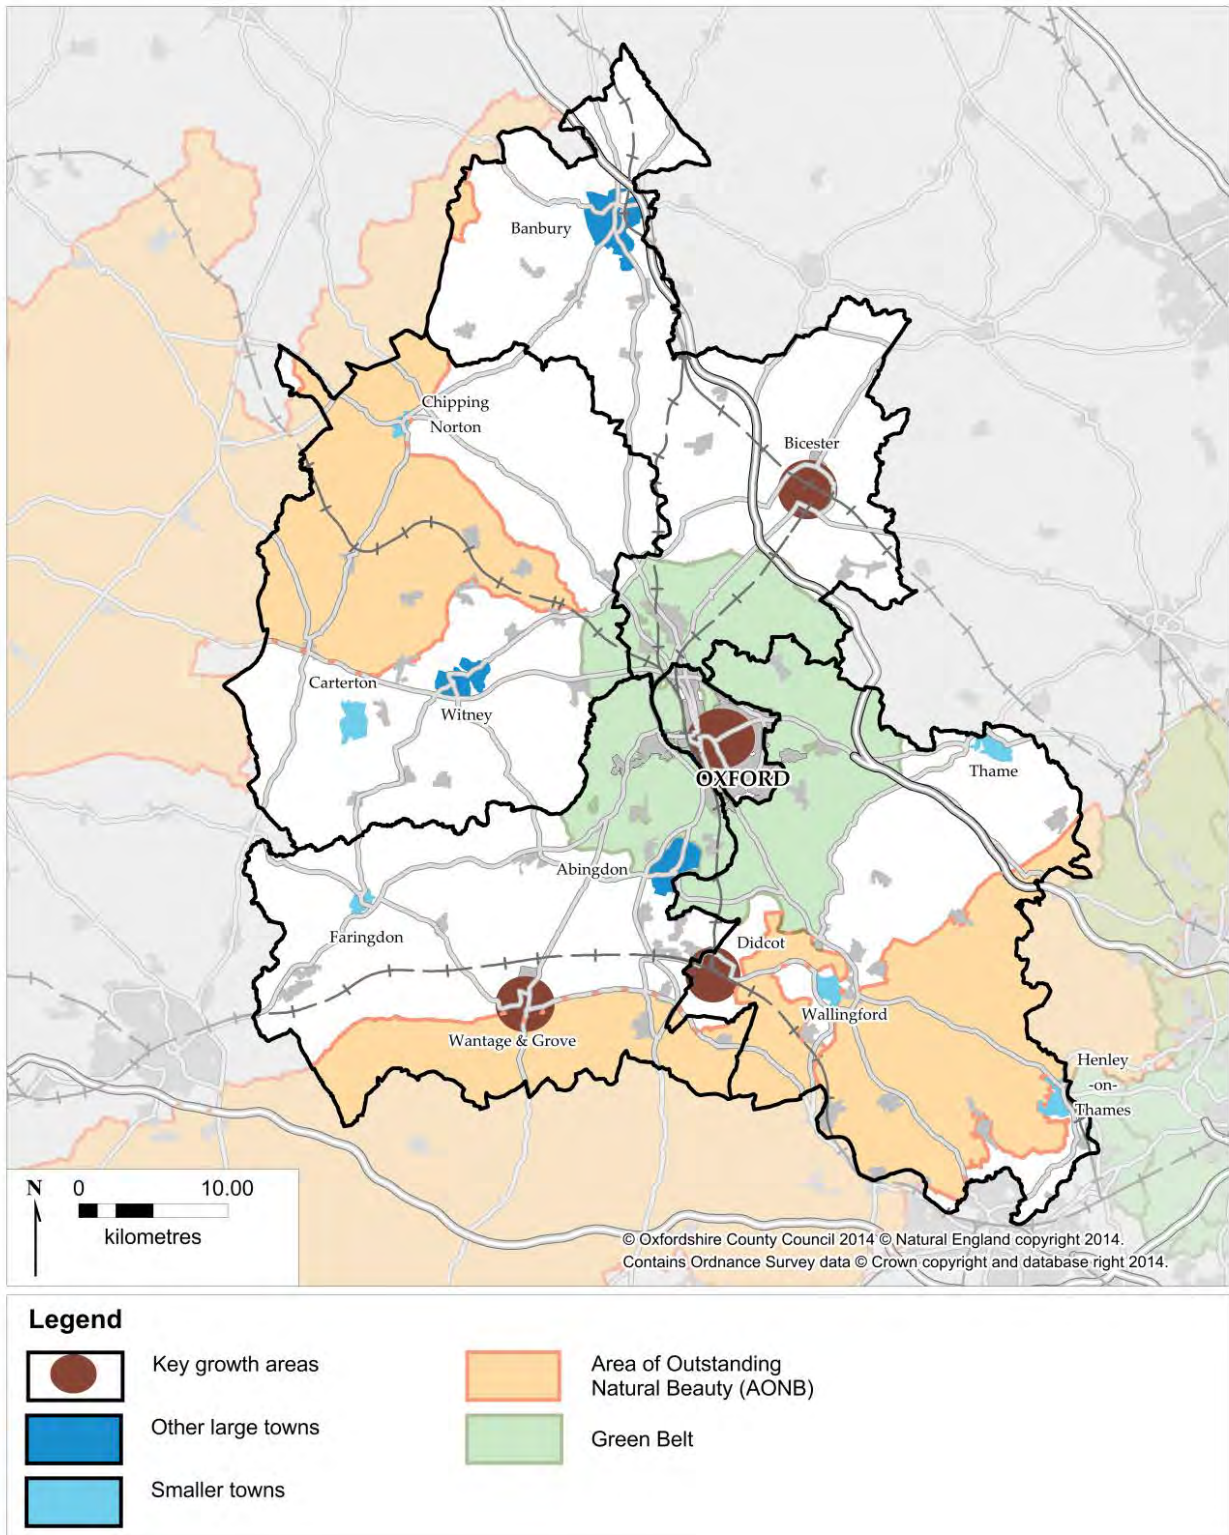 Banbury
Chipping
Norton
Bicester
Carterton
Witney
OXFORD
Thame
Abingdon
Faringdon
Didcot
Wallingford
Wantage & Grove
Henley
-on-
Thames
N 0 10.00
kilometres
© Oxfordshire County Council 2014 © Natural England copyright 2014.
Contains Ordnance Survey data © Crown copyright and database right 2014.
Legend
Key growth areas
Other large towns
Smaller towns
Area of Outstanding
Natural Beauty (AONB)
Green Belt